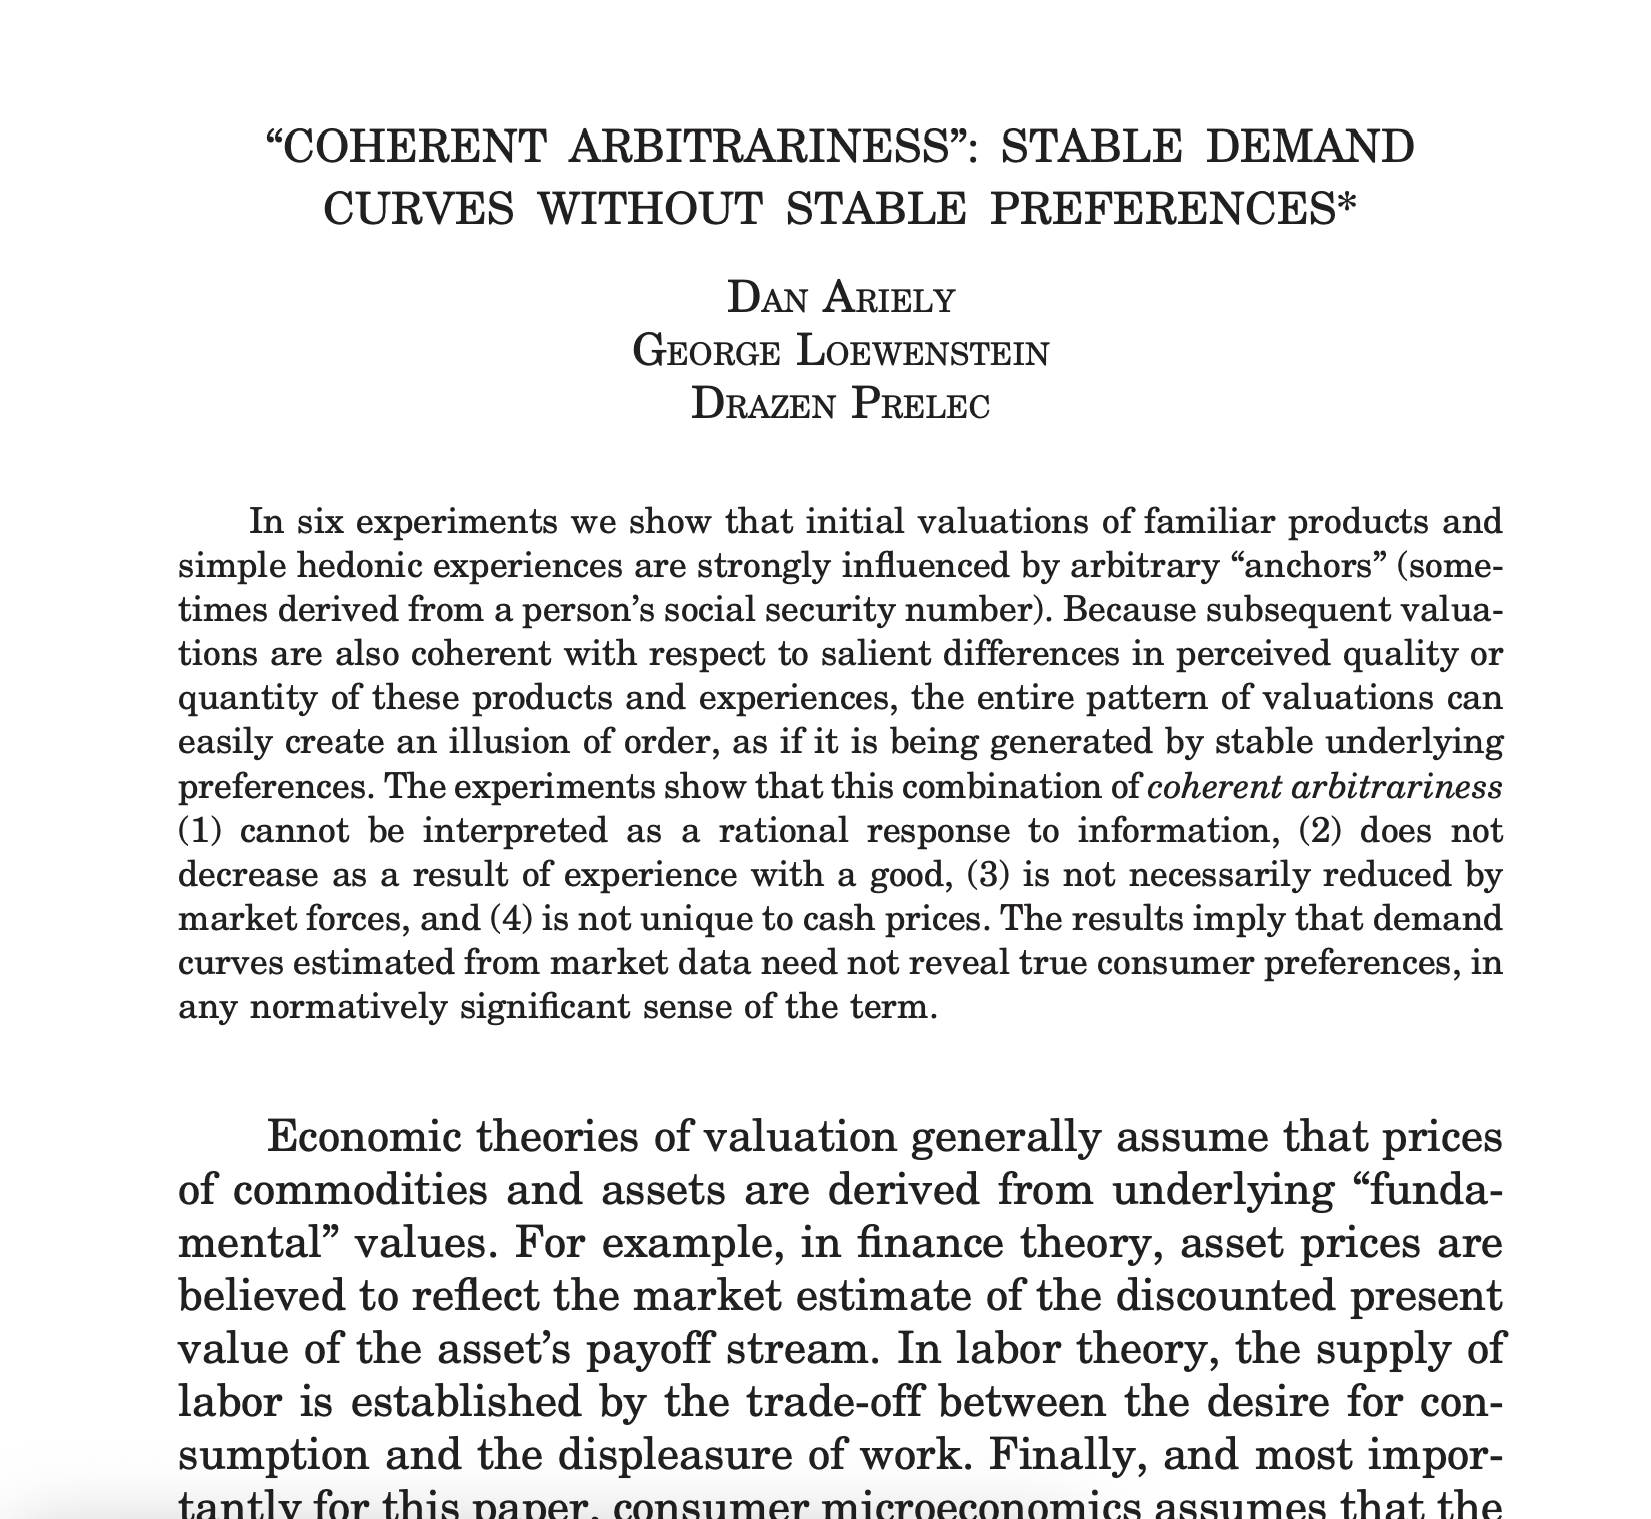 “COHERENT ARBITRARINESS”: STABLE DEMAND
CURVES WITHOUT STABLE PREFERENCES*
DAN ARIELY
GEORGE LOEWENSTEIN
DRAZEN PRELEC
In six experiments we show that initial valuations of familiar products and
simple hedonic experiences are strongly influenced by arbitrary “anchors” (some-
times derived from a person’s social security number). Because subsequent valua-
tions are also coherent with respect to salient differences in perceived quality or
quantity of these products and experiences, the entire pattern of valuations can
easily create an illusion of order, as if it is being generated by stable underlying
preferences. The experiments show that this combination of coherent arbitrariness
(1) cannot be interpreted as a rational response to information, (2) does not
decrease as a result of experience with a good, (3) is not necessarily reduced by
market forces, and (4) is not unique to cash prices. The results imply that demand
curves estimated from market data need not reveal true consumer preferences, in
any normatively significant sense of the term.
Economic theories of valuation generally assume that prices
of commodities and assets are derived from underlying “funda-
mental” values. For example, in finance theory, asset prices are
believed to reflect the market estimate of the discounted present
value of the asset’s payoff stream. In labor theory, the supply of
labor is established by the trade-off between the desire for con-
sumption and the displeasure of work. Finally, and most impor-
tantly for this paper, consumer microeconomics assumes that the